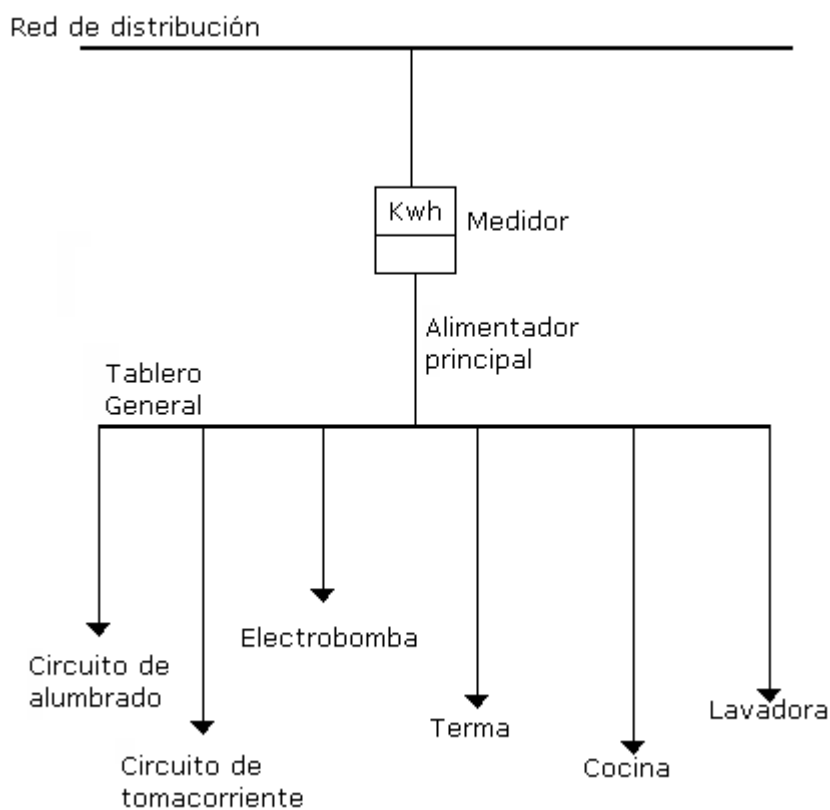 Red de distribución
Kwh
Medidor
Alimentador
principal
Tablero
General
Circuito de
alumbrado
Circuito de
tomacorriente
Electrobomba
Terma
Cocina
Lavadora